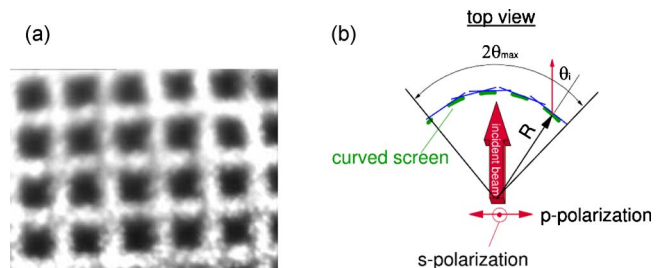 (a)
(b)
top view
2θmax
θi
incident beam
R
curved screen
p-polarization
s-polarization